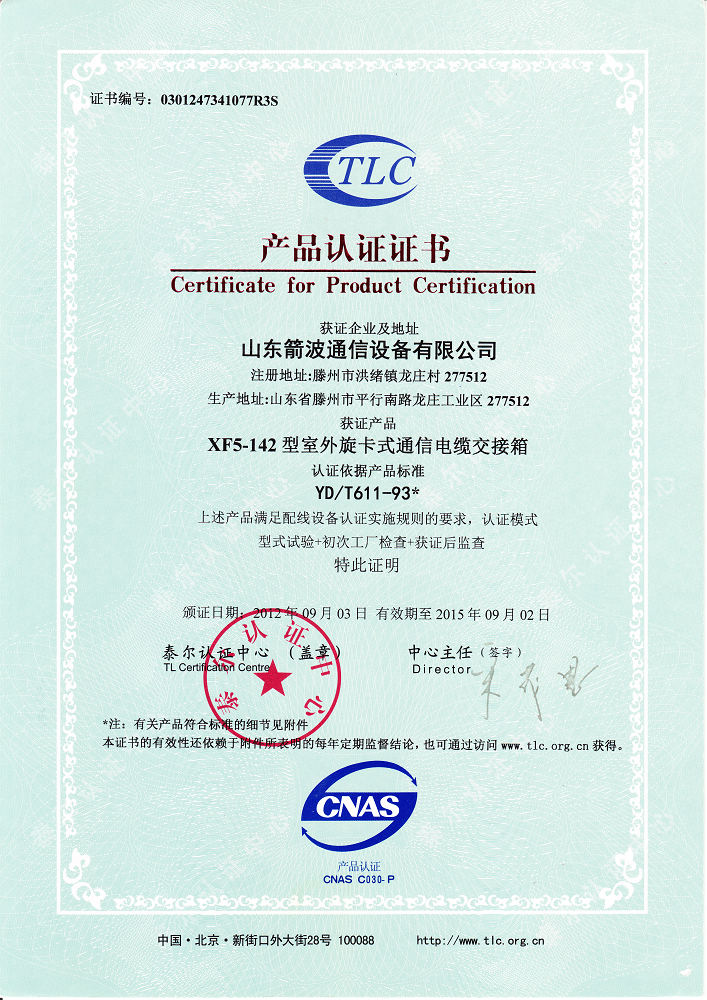 证书编号：0301247341077R3S
TLC
产品认证证书
Certificate for Product Certification
获证企业及地址
山东箭波通信设备有限公司
注册地址:滕州市洪绪镇龙庄村 277512
生产地址:山东省滕州市平行南路龙庄工业区 277512
获证产品
XF5-142 型室外旋卡式通信电缆交接箱
认证依据产品标准
YD/T611-93*
上述产品满足配线设备认证实施规则的要求，认证模式
型式试验+初次工厂检查+获证后监查
特此证明
颁证日期：2012 年 09 月 03 日 有效期至 2015 年 09 月 02 日
泰尔认证中心 （盖章） 中心主任（签字）
TL Certification Centre Director
泰尔认证中心
*注：有关产品符合标准的细节见附件
本证书的有效性还依赖于附件所表明的每年定期监督结论，也可通过访问 www.tlc.org.cn 获得。
CNAS
产品认证
CNAS C030-P
中国·北京·新街口外大街28号 100088 http://www.tlc.org.cn